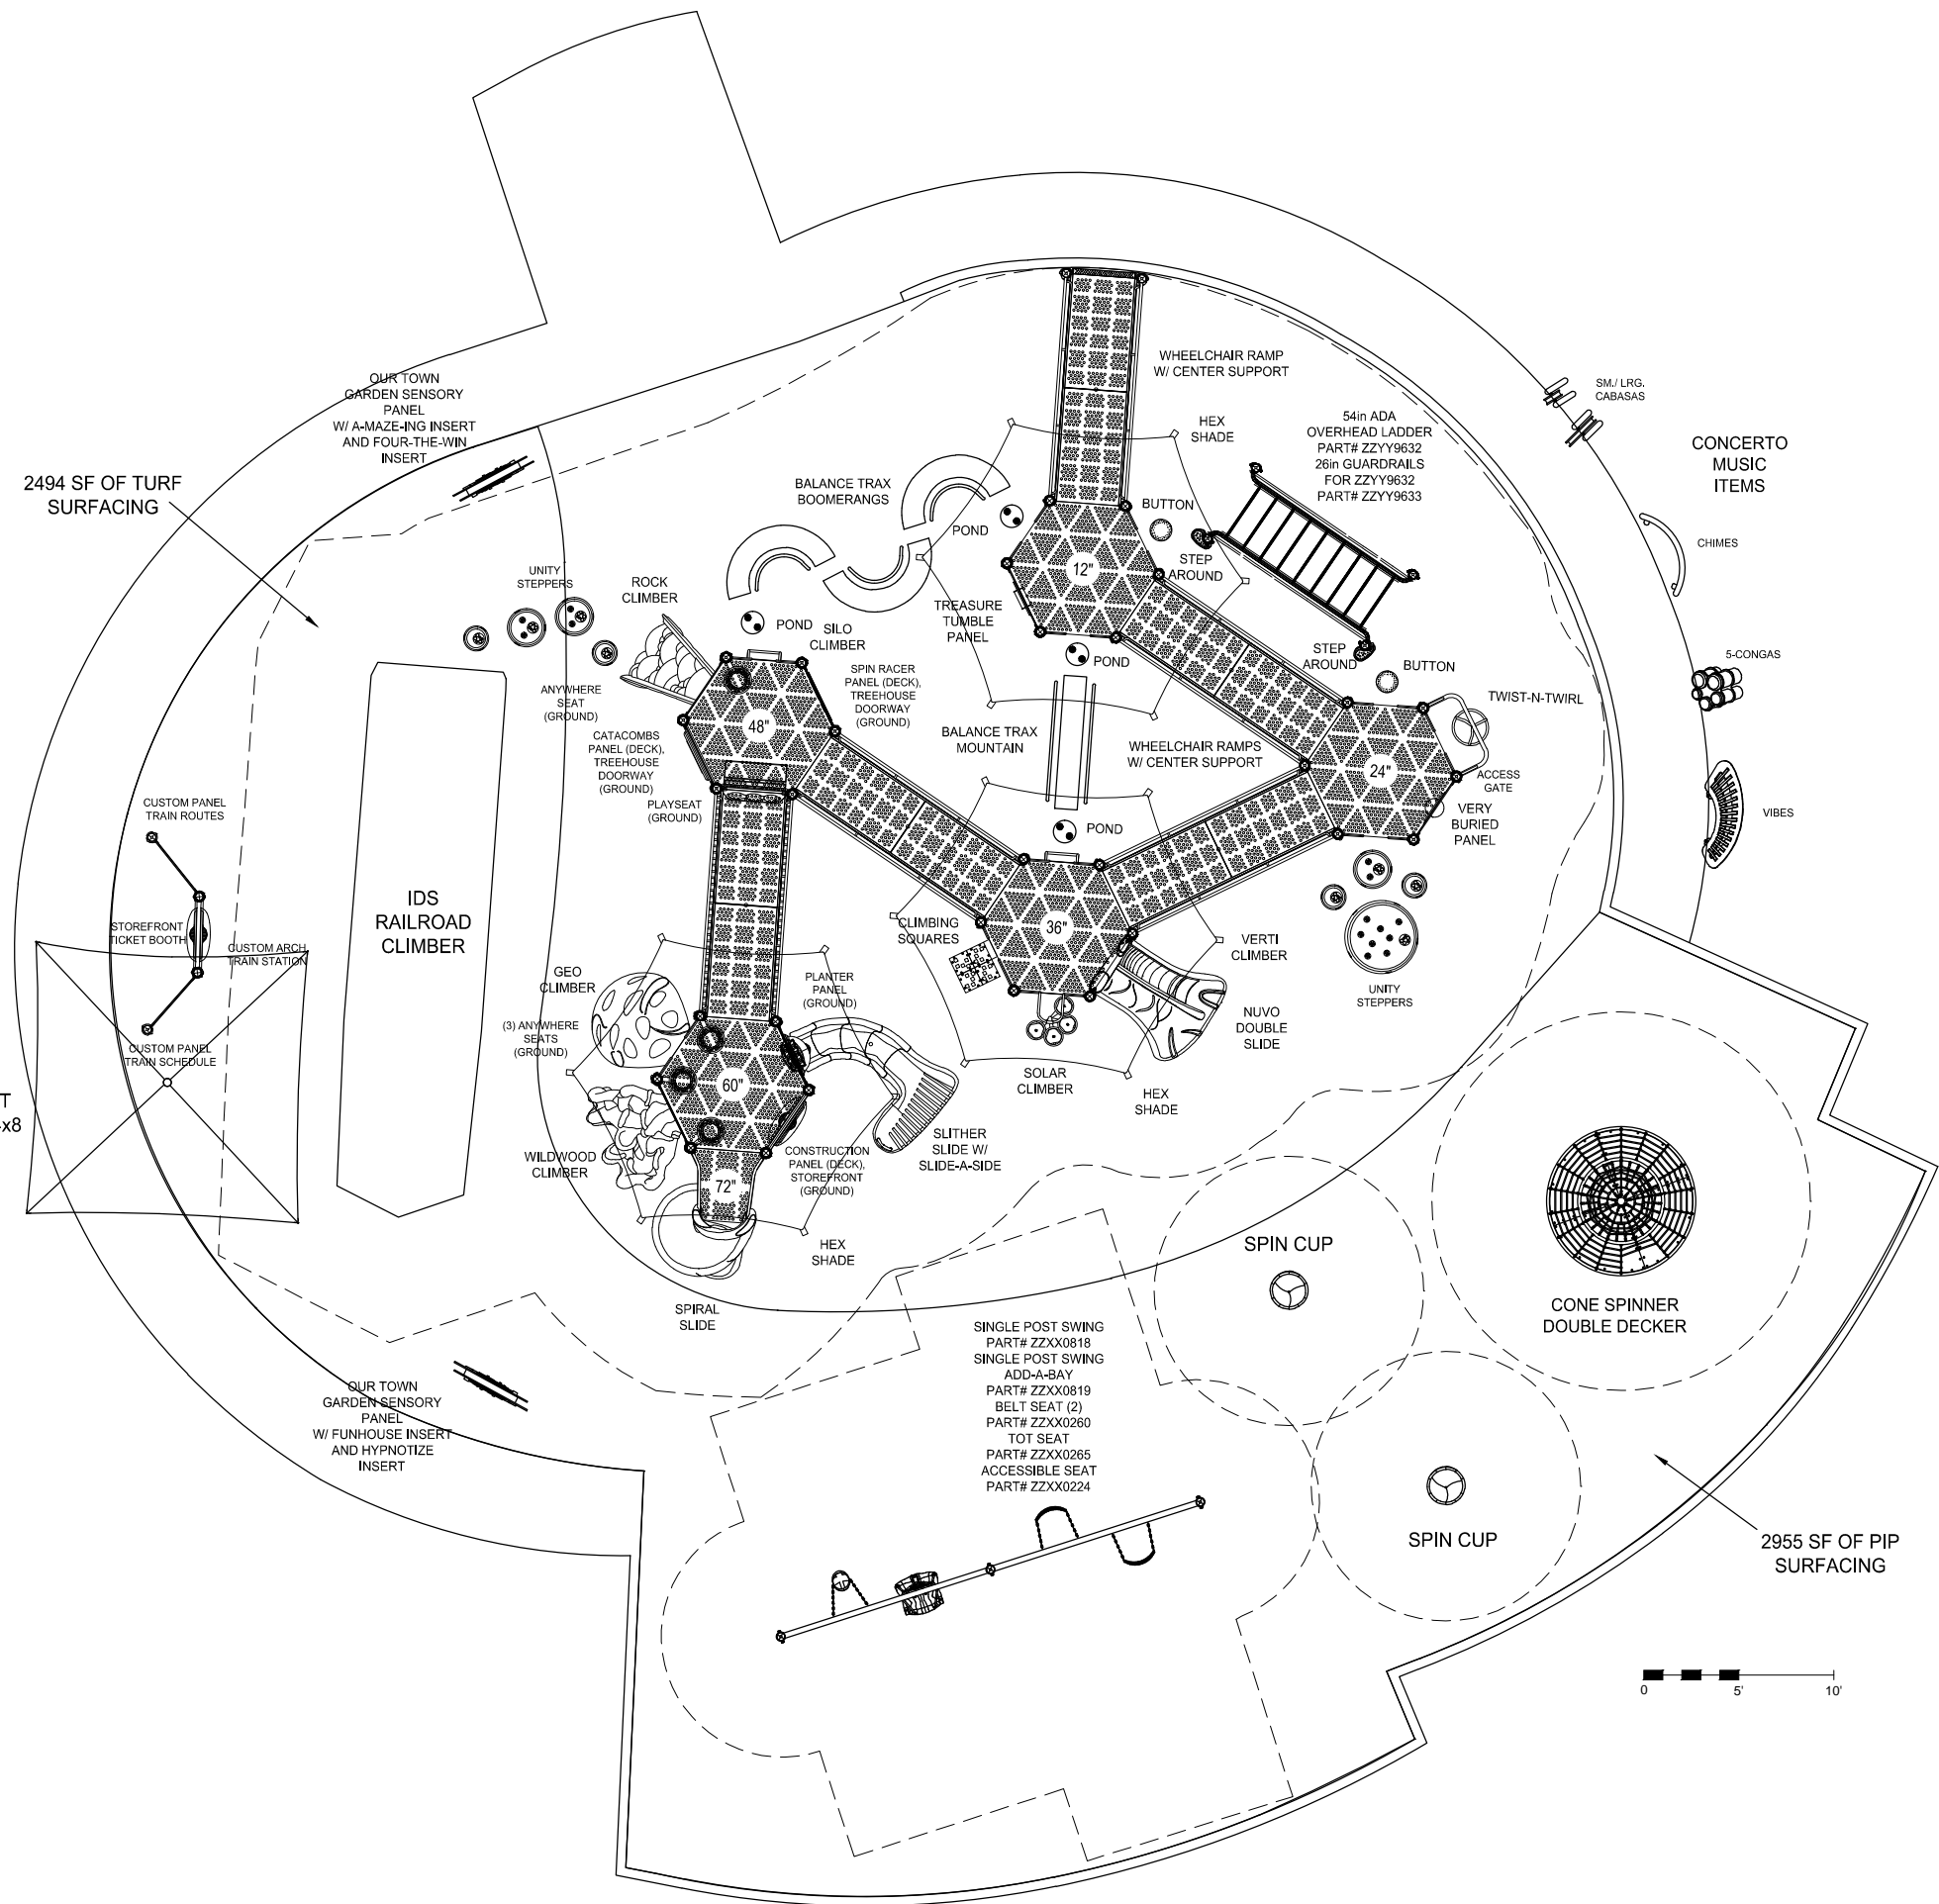 OUR TOWN
GARDEN SENSORY
PANEL
W/ A-MAZE-ING INSERT
AND FOUR-THE-WIN
INSERT
2494 SF OF TURF
SURFACING
WHEELCHAIR RAMP
W/ CENTER SUPPORT
HEX
SHADE
54in ADA
OVERHEAD LADDER
PART# ZZYY9632
26in GUARDRAILS
FOR ZZYY9632
PART# ZZYY9633
SM./ LRG.
CABASAS
CONCERTO
MUSIC
ITEMS
CHIMES
5-CONGAS
VIBES
BALANCE TRAX
BOOMERANGS
POND
BUTTON
12"
STEP
AROUND
UNITY
STEPPERS
ROCK
CLIMBER
POND
SILO
CLIMBER
TREASURE
TUMBLE
PANEL
POND
STEP
AROUND
BUTTON
TWIST-N-TWIRL
ANYWHERE
SEAT
(GROUND)
SPIN RACER
PANEL (DECK),
TREEHOUSE
DOORWAY
(GROUND)
48"
CATACOMBS
PANEL (DECK),
TREEHOUSE
DOORWAY
(GROUND)
PLAYSEAT
(GROUND)
BALANCE TRAX
MOUNTAIN
WHEELCHAIR RAMPS
W/ CENTER SUPPORT
24"
ACCESS
GATE
VERY
BURIED
PANEL
POND
CUSTOM PANEL
TRAIN ROUTES
STOREFRONT
TICKET BOOTH
CUSTOM ARCH
TRAIN STATION
CUSTOM PANEL
TRAIN SCHEDULE
T
x8
IDS
RAILROAD
CLIMBER
CLIMBING
SQUARES
36"
VERTI
CLIMBER
UNITY
STEPPERS
GEO
CLIMBER
PLANTER
PANEL
(GROUND)
(3) ANYWHERE
SEATS
(GROUND)
NUVO
DOUBLE
SLIDE
60"
SOLAR
CLIMBER
HEX
SHADE
SLITHER
SLIDE W/
SLIDE-A-SIDE
WILDWOOD
CLIMBER
CONSTRUCTION
PANEL (DECK),
STOREFRONT
(GROUND)
72"
HEX
SHADE
SPIRAL
SLIDE
SPIN CUP
CONE SPINNER
DOUBLE DECKER
SINGLE POST SWING
PART# ZZXX0818
SINGLE POST SWING
ADD-A-BAY
PART# ZZXX0819
BELT SEAT (2)
PART# ZZXX0260
TOT SEAT
PART# ZZXX0265
ACCESSIBLE SEAT
PART# ZZXX0224
OUR TOWN
GARDEN SENSORY
PANEL
W/ FUNHOUSE INSERT
AND HYPNOTIZE
INSERT
SPIN CUP
2955 SF OF PIP
SURFACING
0 5' 10'